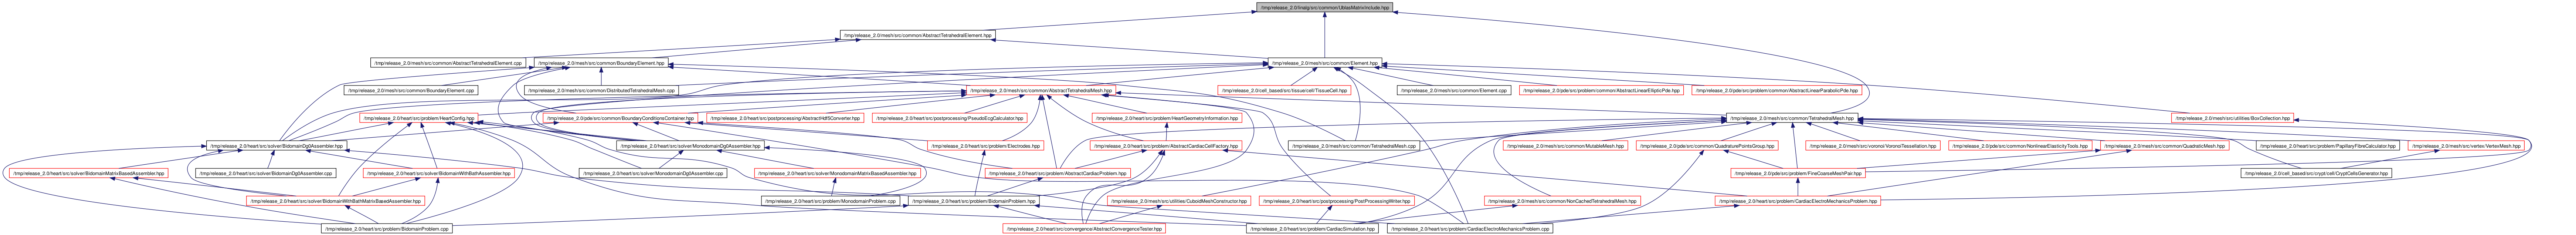 /tmp/release_2.0/linalg/src/common/UblasMatrixInclude.hpp
/tmp/release_2.0/mesh/src/common/AbstractTetrahedralElement.hpp
/tmp/release_2.0/mesh/src/common/AbstractTetrahedralElement.cpp
/tmp/release_2.0/mesh/src/common/BoundaryElement.hpp
/tmp/release_2.0/mesh/src/common/Element.hpp
/tmp/release_2.0/mesh/src/common/BoundaryElement.cpp
/tmp/release_2.0/mesh/src/common/DistributedTetrahedralMesh.cpp
/tmp/release_2.0/mesh/src/common/AbstractTetrahedralMesh.hpp
/tmp/release_2.0/cell_based/src/tissue/cell/TissueCell.hpp
/tmp/release_2.0/mesh/src/common/Element.cpp
/tmp/release_2.0/pde/src/problem/common/AbstractLinearEllipticPde.hpp
/tmp/release_2.0/pde/src/problem/common/AbstractLinearParabolicPde.hpp
/tmp/release_2.0/heart/src/problem/HeartConfig.hpp
/tmp/release_2.0/pde/src/common/BoundaryConditionsContainer.hpp
/tmp/release_2.0/heart/src/postprocessing/AbstractHdf5Converter.hpp
/tmp/release_2.0/heart/src/postprocessing/PseudoEcgCalculator.hpp
/tmp/release_2.0/heart/src/problem/HeartGeometryInformation.hpp
/tmp/release_2.0/mesh/src/common/TetrahedralMesh.hpp
/tmp/release_2.0/mesh/src/utilities/BoxCollection.hpp
/tmp/release_2.0/heart/src/solver/BidomainDg0Assembler.hpp
/tmp/release_2.0/heart/src/solver/MonodomainDg0Assembler.hpp
/tmp/release_2.0/heart/src/problem/Electrodes.hpp
/tmp/release_2.0/heart/src/problem/AbstractCardiacCellFactory.hpp
/tmp/release_2.0/mesh/src/common/TetrahedralMesh.cpp
/tmp/release_2.0/mesh/src/common/MutableMesh.hpp
/tmp/release_2.0/pde/src/common/QuadraturePointsGroup.hpp
/tmp/release_2.0/mesh/src/voronoi/VoronoiTessellation.hpp
/tmp/release_2.0/pde/src/common/NonlinearElasticityTools.hpp
/tmp/release_2.0/mesh/src/common/QuadraticMesh.hpp
/tmp/release_2.0/heart/src/problem/PapillaryFibreCalculator.hpp
/tmp/release_2.0/mesh/src/vertex/VertexMesh.hpp
/tmp/release_2.0/heart/src/solver/BidomainMatrixBasedAssembler.hpp
/tmp/release_2.0/heart/src/solver/BidomainDg0Assembler.cpp
/tmp/release_2.0/heart/src/solver/BidomainWithBathAssembler.hpp
/tmp/release_2.0/heart/src/solver/MonodomainDg0Assembler.cpp
/tmp/release_2.0/heart/src/solver/MonodomainMatrixBasedAssembler.hpp
/tmp/release_2.0/heart/src/problem/AbstractCardiacProblem.hpp
/tmp/release_2.0/pde/src/problem/FineCoarseMeshPair.hpp
/tmp/release_2.0/cell_based/src/crypt/cell/CryptCellsGenerator.hpp
/tmp/release_2.0/heart/src/solver/BidomainWithBathMatrixBasedAssembler.hpp
/tmp/release_2.0/heart/src/problem/MonodomainProblem.cpp
/tmp/release_2.0/heart/src/problem/BidomainProblem.hpp
/tmp/release_2.0/mesh/src/utilities/CuboidMeshConstructor.hpp
/tmp/release_2.0/heart/src/postprocessing/PostProcessingWriter.hpp
/tmp/release_2.0/mesh/src/common/NonCachedTetrahedralMesh.hpp
/tmp/release_2.0/heart/src/problem/CardiacElectroMechanicsProblem.hpp
/tmp/release_2.0/heart/src/problem/BidomainProblem.cpp
/tmp/release_2.0/heart/src/convergence/AbstractConvergenceTester.hpp
/tmp/release_2.0/heart/src/problem/CardiacSimulation.hpp
/tmp/release_2.0/heart/src/problem/CardiacElectroMechanicsProblem.cpp